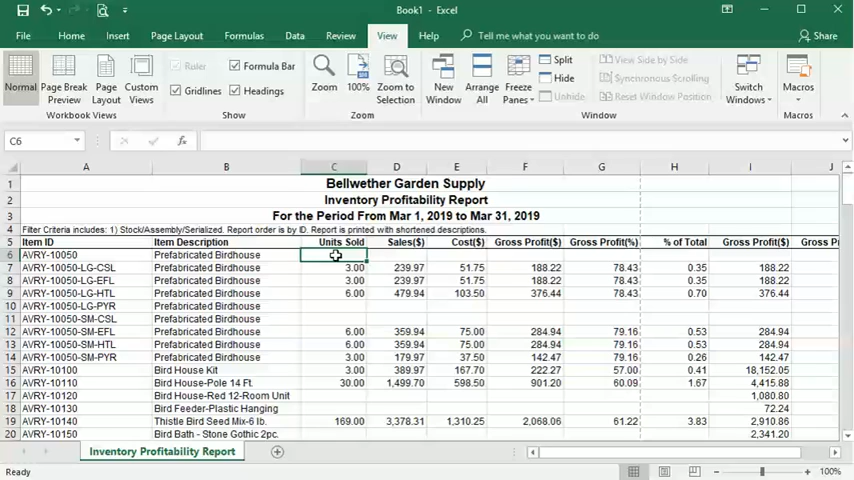 Book1 - Excel
File Home Insert Page Layout Formulas Data Review View Help Tell me what you want to do Share
Normal Page Break Preview Page Layout Custom Views
Workbook Views
Ruler Formula Bar
Gridlines Headings
Show
Zoom 100% Zoom to Selection
Zoom
New Window Arrange All Freeze Panes
Split View Side by Side
Hide Synchronous Scrolling
Unhide Reset Window Position
Switch Windows
Window
Macros
Macros
C6 fx
A B C D E F G H I J
1 Bellwether Garden Supply
2 Inventory Profitability Report
3 For the Period From Mar 1, 2019 to Mar 31, 2019
4 Filter Criteria includes: 1) Stock/Assembly/Serialized. Report order is by ID. Report is printed with shortened descriptions.
5 Item ID Item Description Units Sold Sales($) Cost($) Gross Profit($) Gross Profit(%) % of Total Gross Profit($) Gross Pr
6 AVRY-10050 Prefabricated Birdhouse
7 AVRY-10050-LG-CSL Prefabricated Birdhouse 3.00 239.97 51.75 188.22 78.43 0.35 188.22
8 AVRY-10050-LG-EFL Prefabricated Birdhouse 3.00 239.97 51.75 188.22 78.43 0.35 188.22
9 AVRY-10050-LG-HTL Prefabricated Birdhouse 6.00 479.94 103.50 376.44 78.43 0.70 376.44
10 AVRY-10050-LG-PYR Prefabricated Birdhouse
11 AVRY-10050-SM-CSL Prefabricated Birdhouse
12 AVRY-10050-SM-EFL Prefabricated Birdhouse 6.00 359.94 75.00 284.94 79.16 0.53 284.94
13 AVRY-10050-SM-HTL Prefabricated Birdhouse 6.00 359.94 75.00 284.94 79.16 0.53 284.94
14 AVRY-10050-SM-PYR Prefabricated Birdhouse 3.00 179.97 37.50 142.47 79.16 0.26 142.47
15 AVRY-10100 Bird House Kit 3.00 389.97 167.70 222.27 57.00 0.41 18,152.05
16 AVRY-10110 Bird House-Pole 14 Ft. 30.00 1,499.70 598.50 901.20 60.09 1.67 4,415.88
17 AVRY-10120 Bird House-Red 12-Room Unit 1,080.80
18 AVRY-10130 Bird Feeder-Plastic Hanging 72.24
19 AVRY-10140 Thistle Bird Seed Mix-6 lb. 169.00 3,378.31 1,310.25 2,068.06 61.22 3.83 2,910.86
20 AVRY-10150 Bird Bath - Stone Gothic 2pc. 2,341.20
Inventory Profitability Report
Ready 100%